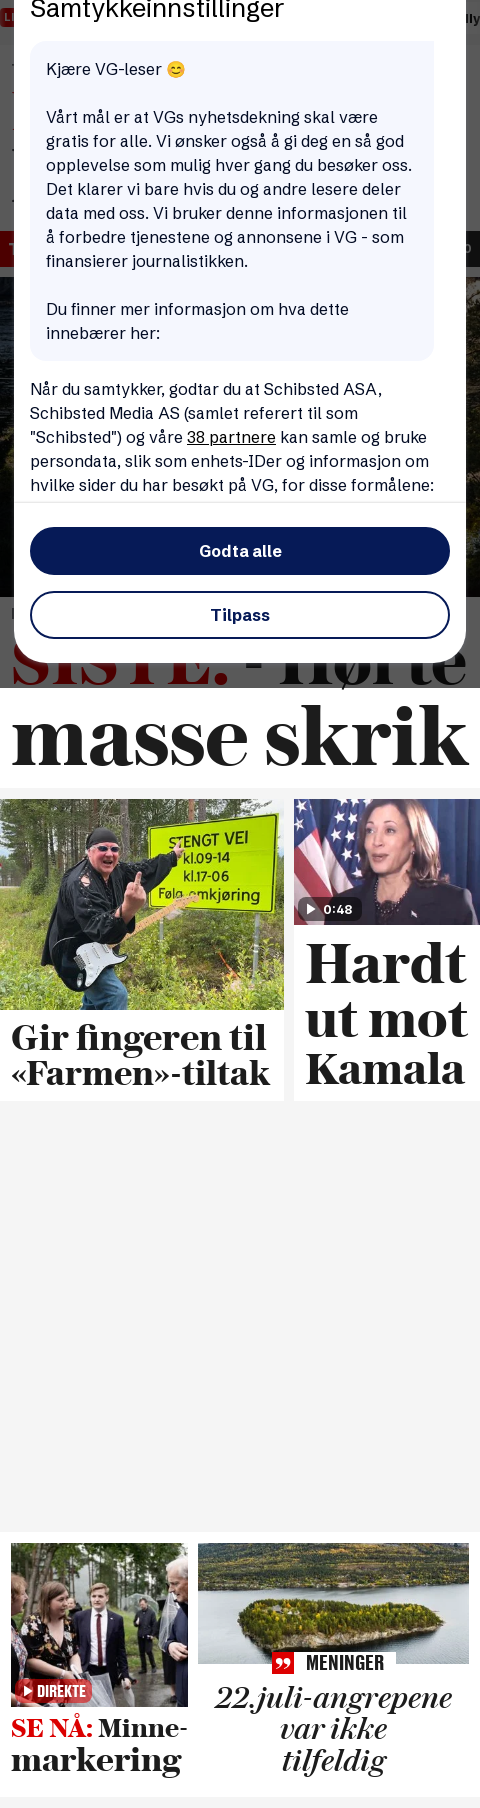 Samtykkeinnstillinger
Kjære VG-leser 😊
Vårt mål er at VGs nyhetsdekning skal være
gratis for alle. Vi ønsker også å gi deg en så god
opplevelse som mulig hver gang du besøker oss.
Det klarer vi bare hvis du og andre lesere deler
data med oss. Vi bruker denne informasjonen til
å forbedre tjenestene og annonsene i VG - som
finansierer journalistikken.
Du finner mer informasjon om hva dette
innebærer her:
Når du samtykker, godtar du at Schibsted ASA,
Schibsted Media AS (samlet referert til som
"Schibsted") og våre 38 partnere kan samle og bruke
persondata, slik som enhets-IDer og informasjon om
hvilke sider du har besøkt på VG, for disse formålene:
Godta alle
Tilpass
SISTE: - hørte
masse skrik
STENGT VEI
kl.09-14
kl.17-06
Følg omkjøring
0:48
Gir fingeren til
«Farmen»-tiltak
Hardt
ut mot
Kamala
DIREKTE
SE NÅ: Minne-
markering
MENINGER
22.juli-angrepene
var ikke
tilfeldig